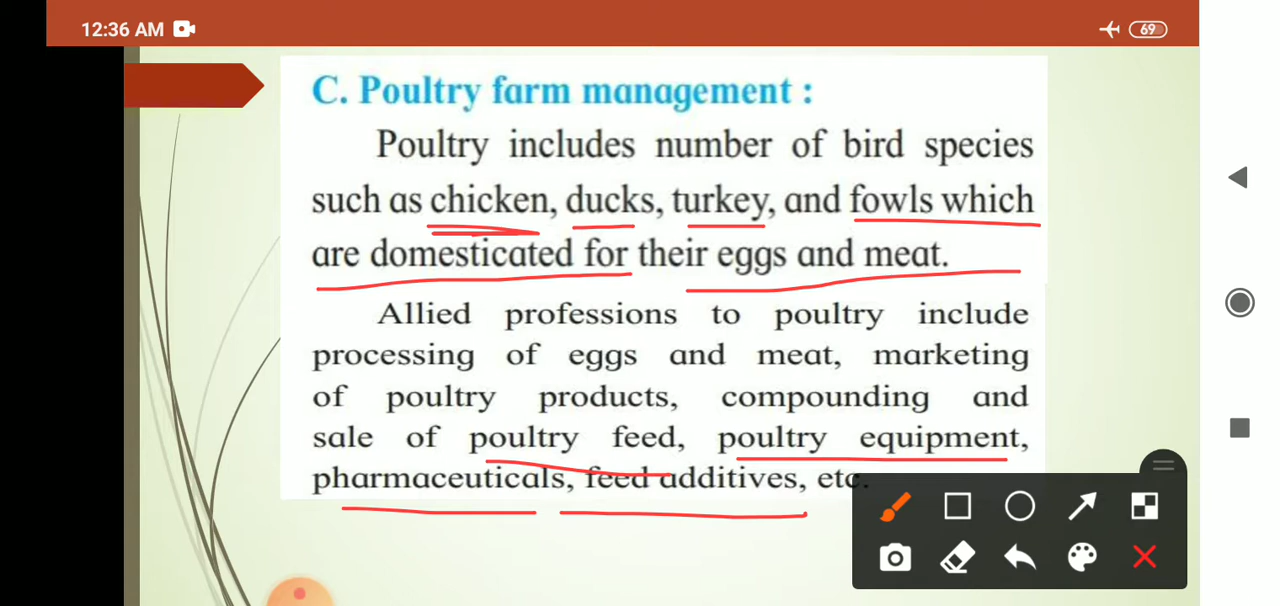 12:36 AM
69
C. Poultry farm management :
Poultry includes number of bird species
such as chicken, ducks, turkey, and fowls which
are domesticated for their eggs and meat.
Allied professions to poultry include
processing of eggs and meat, marketing
of poultry products, compounding and
sale of poultry feed, poultry equipment,
pharmaceuticals, feed additives, etc.